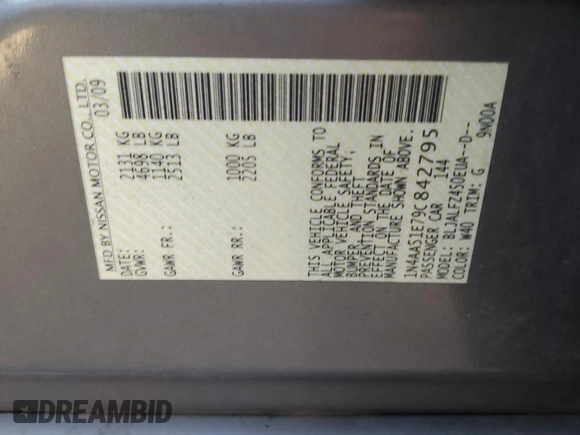 MFD BY NISSAN MOTOR CO., LTD.
DATE: 03/09
GVWR: 2131 KG
4698 LB
GAWR FR.: 1140 KG
2513 LB
GAWR RR.: 1000 KG
2205 LB
THIS VEHICLE CONFORMS TO
ALL APPLICABLE FEDERAL
MOTOR VEHICLE SAFETY,
BUMPER AND THEFT
PREVENTION STANDARDS IN
EFFECT ON THE DATE OF
MANUFACTURE SHOWN ABOVE.
1N4AA51E79C842795
PASSENGER CAR 144
MODEL: BLJALFZ450EUA--D--
COLOR: W40 TRIM: G 9N00A
DREAMBID